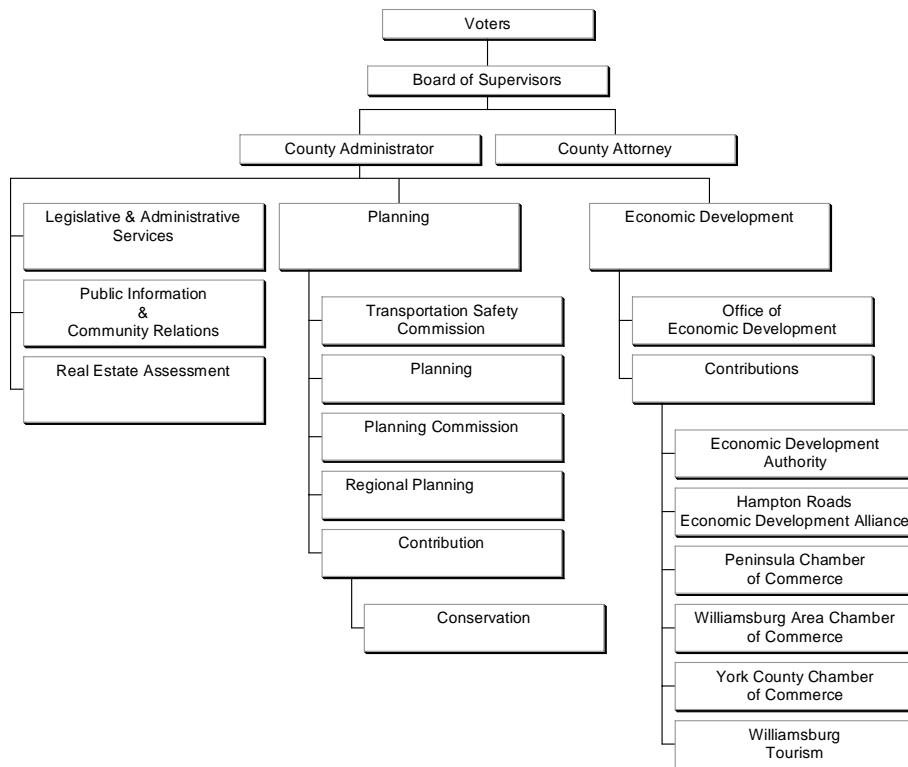 Voters
Board of Supervisors
County Administrator
County Attorney
Legislative & Administrative
Services
Public Information
&
Community Relations
Real Estate Assessment
Planning
Transportation Safety
Commission
Planning
Planning Commission
Regional Planning
Contribution
Conservation
Economic Development
Office of
Economic Development
Contributions
Economic Development
Authority
Hampton Roads
Economic Development Alliance
Peninsula Chamber
of Commerce
Williamsburg Area Chamber
of Commerce
York County Chamber
of Commerce
Williamsburg
Tourism